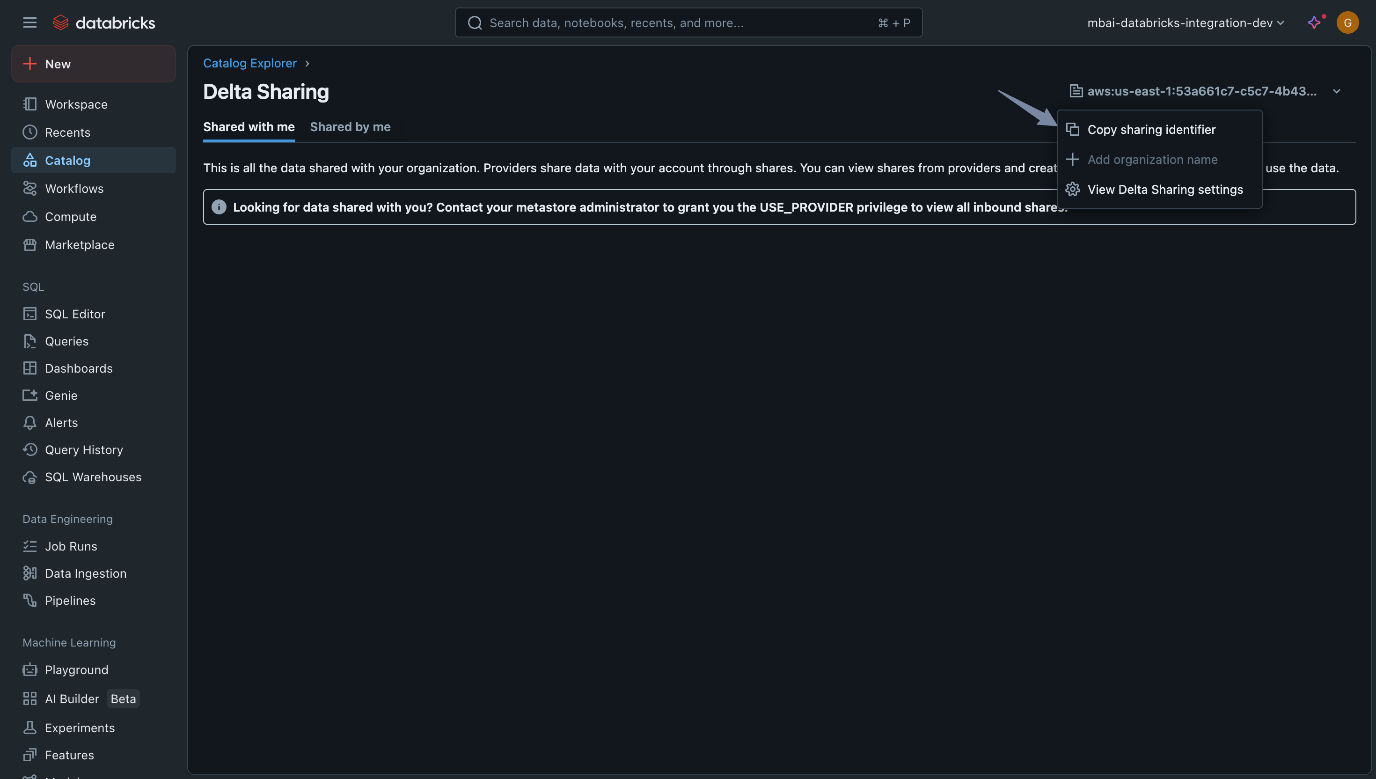 databricks
Search data, notebooks, recents, and more...
⌘ + P
mbai-databricks-integration-dev
G
New
Workspace
Recents
Catalog
Workflows
Compute
Marketplace
SQL
SQL Editor
Queries
Dashboards
Genie
Alerts
Query History
SQL Warehouses
Data Engineering
Job Runs
Data Ingestion
Pipelines
Machine Learning
Playground
AI Builder Beta
Experiments
Features
Catalog Explorer ›
Delta Sharing
aws:us-east-1:53a661c7-c5c7-4b43...
Shared with me Shared by me
Copy sharing identifier
Add organization name
View Delta Sharing settings
This is all the data shared with your organization. Providers share data with your account through shares. You can view shares from providers and creat use the data.
Looking for data shared with you? Contact your metastore administrator to grant you the USE_PROVIDER privilege to view all inbound shares.